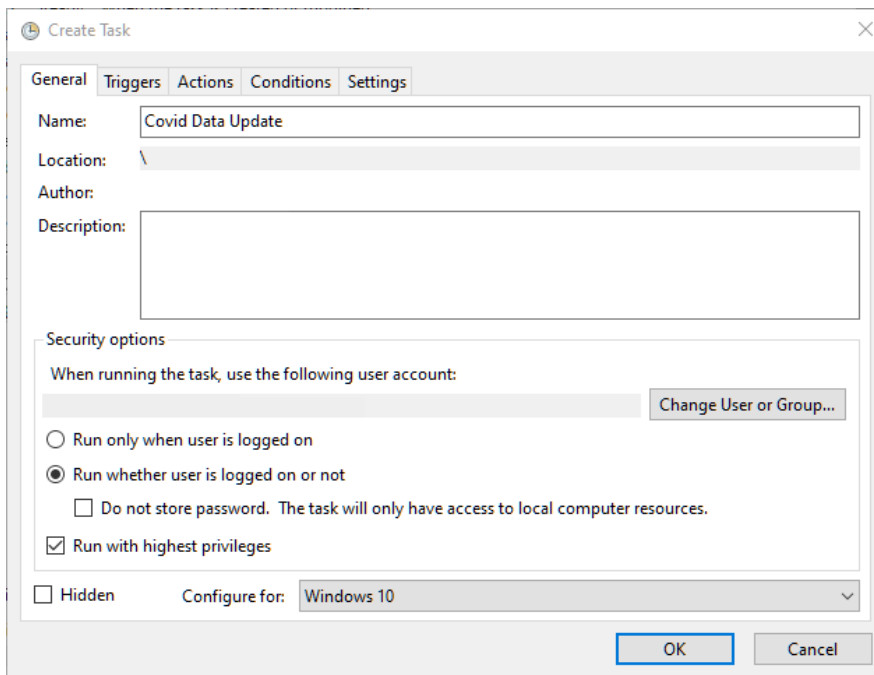 Create Task
General Triggers Actions Conditions Settings
Name: Covid Data Update
Location: \
Author:
Description:
Security options
When running the task, use the following user account:
Change User or Group...
Run only when user is logged on
Run whether user is logged on or not
Do not store password. The task will only have access to local computer resources.
Run with highest privileges
Hidden Configure for: Windows 10
OK Cancel